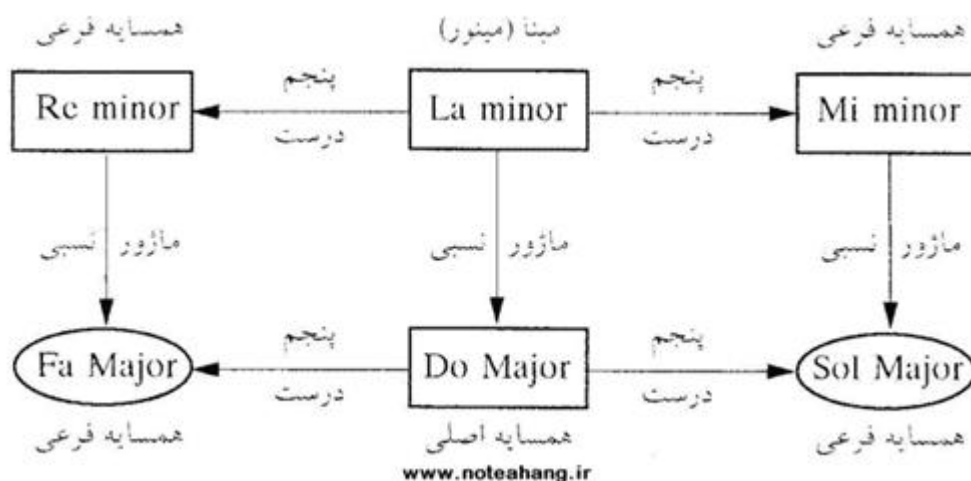 همسایه فرعی
مبنا (مینور)
همسایه فرعی
Re minor
پنجم
درست
La minor
پنجم
درست
Mi minor
ماژور نسبی
ماژور نسبی
ماژور نسبی
Fa Major
پنجم
درست
Do Major
پنجم
درست
Sol Major
همسایه فرعی
همسایه اصلی
همسایه فرعی
www.noteahang.ir